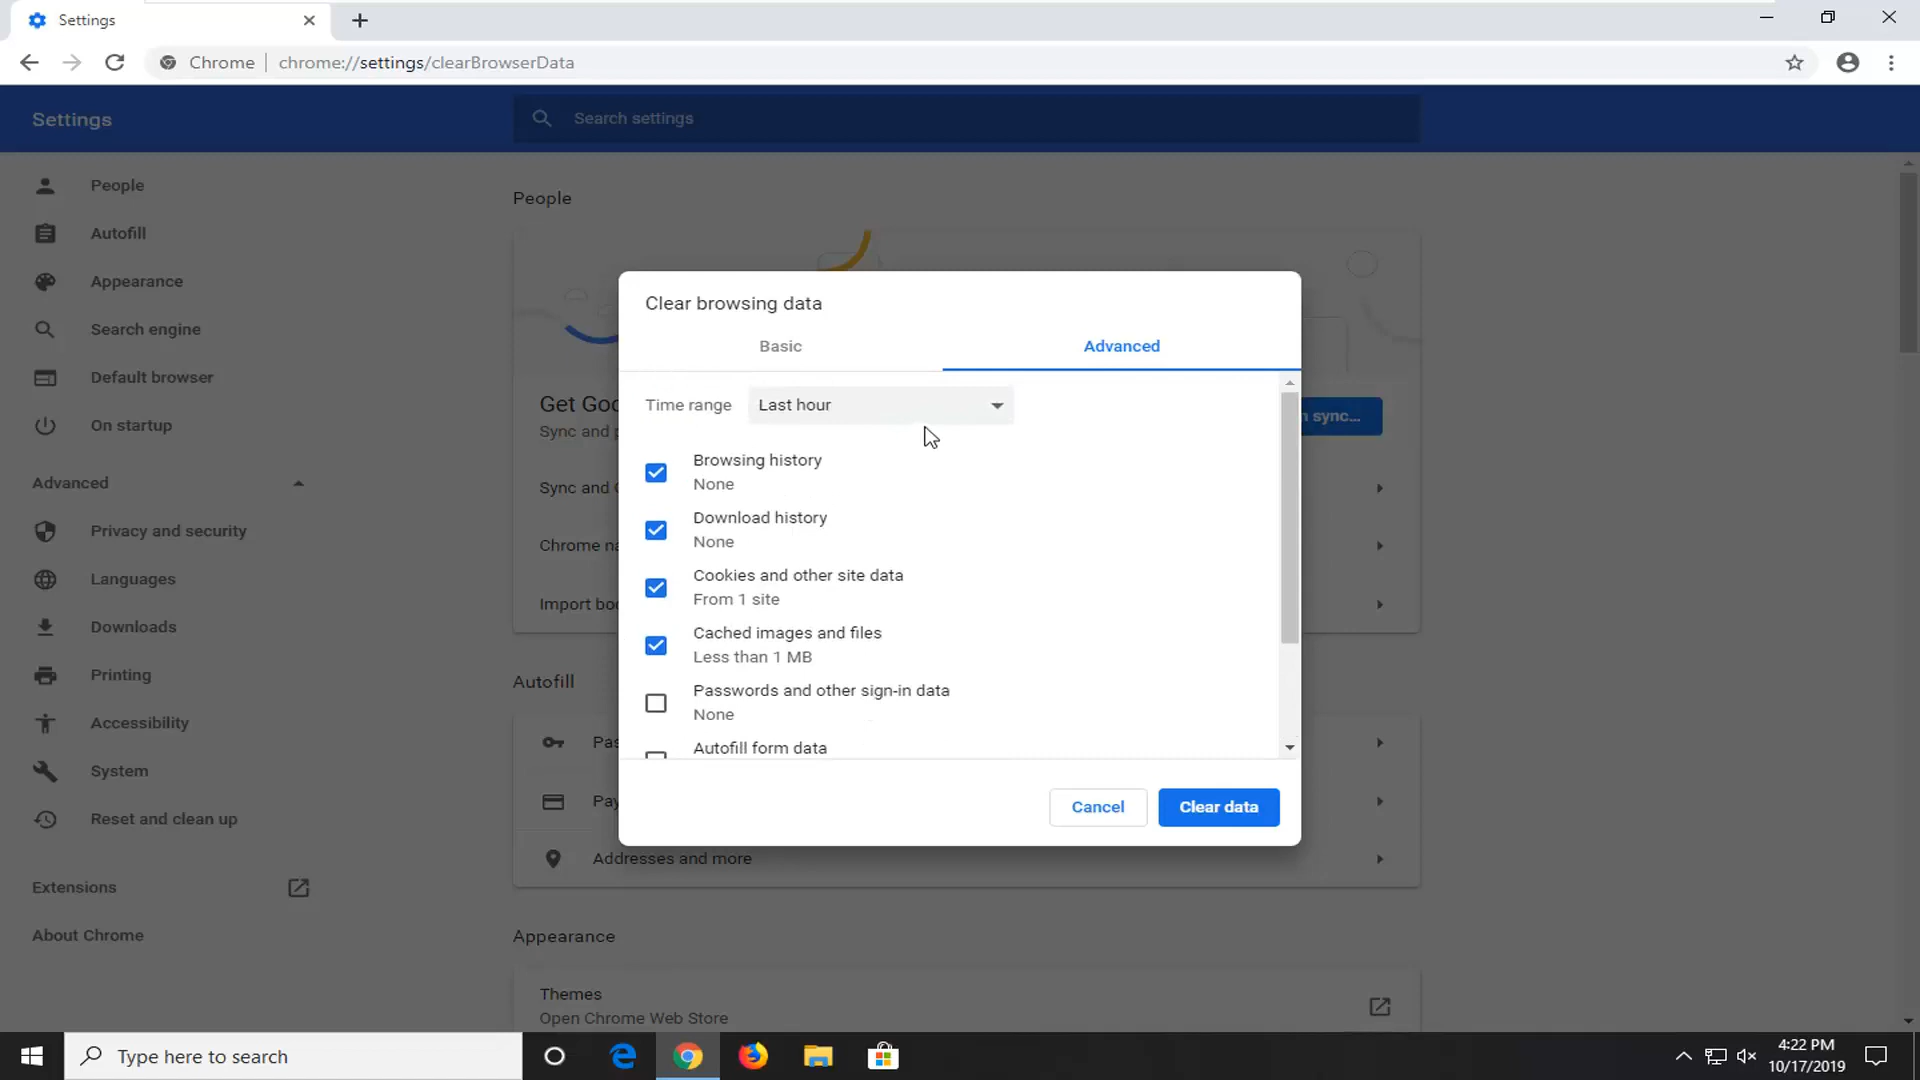 Settings
Chrome
chrome://settings/clearBrowserData
Settings
Search settings
People
Autofill
Appearance
Search engine
Default browser
On startup
Advanced
Privacy and security
Languages
Downloads
Printing
Accessibility
System
Reset and clean up
Extensions
About Chrome
People
Get Goo
Sync and p
n sync...
Sync and G
Chrome na
Import boo
Autofill
Pas
Pay
Addresses and more
Appearance
Themes
Open Chrome Web Store
Clear browsing data
Basic
Advanced
Time range
Last hour
Browsing history
None
Download history
None
Cookies and other site data
From 1 site
Cached images and files
Less than 1 MB
Passwords and other sign-in data
None
Autofill form data
Cancel
Clear data
Type here to search
4:22 PM
10/17/2019